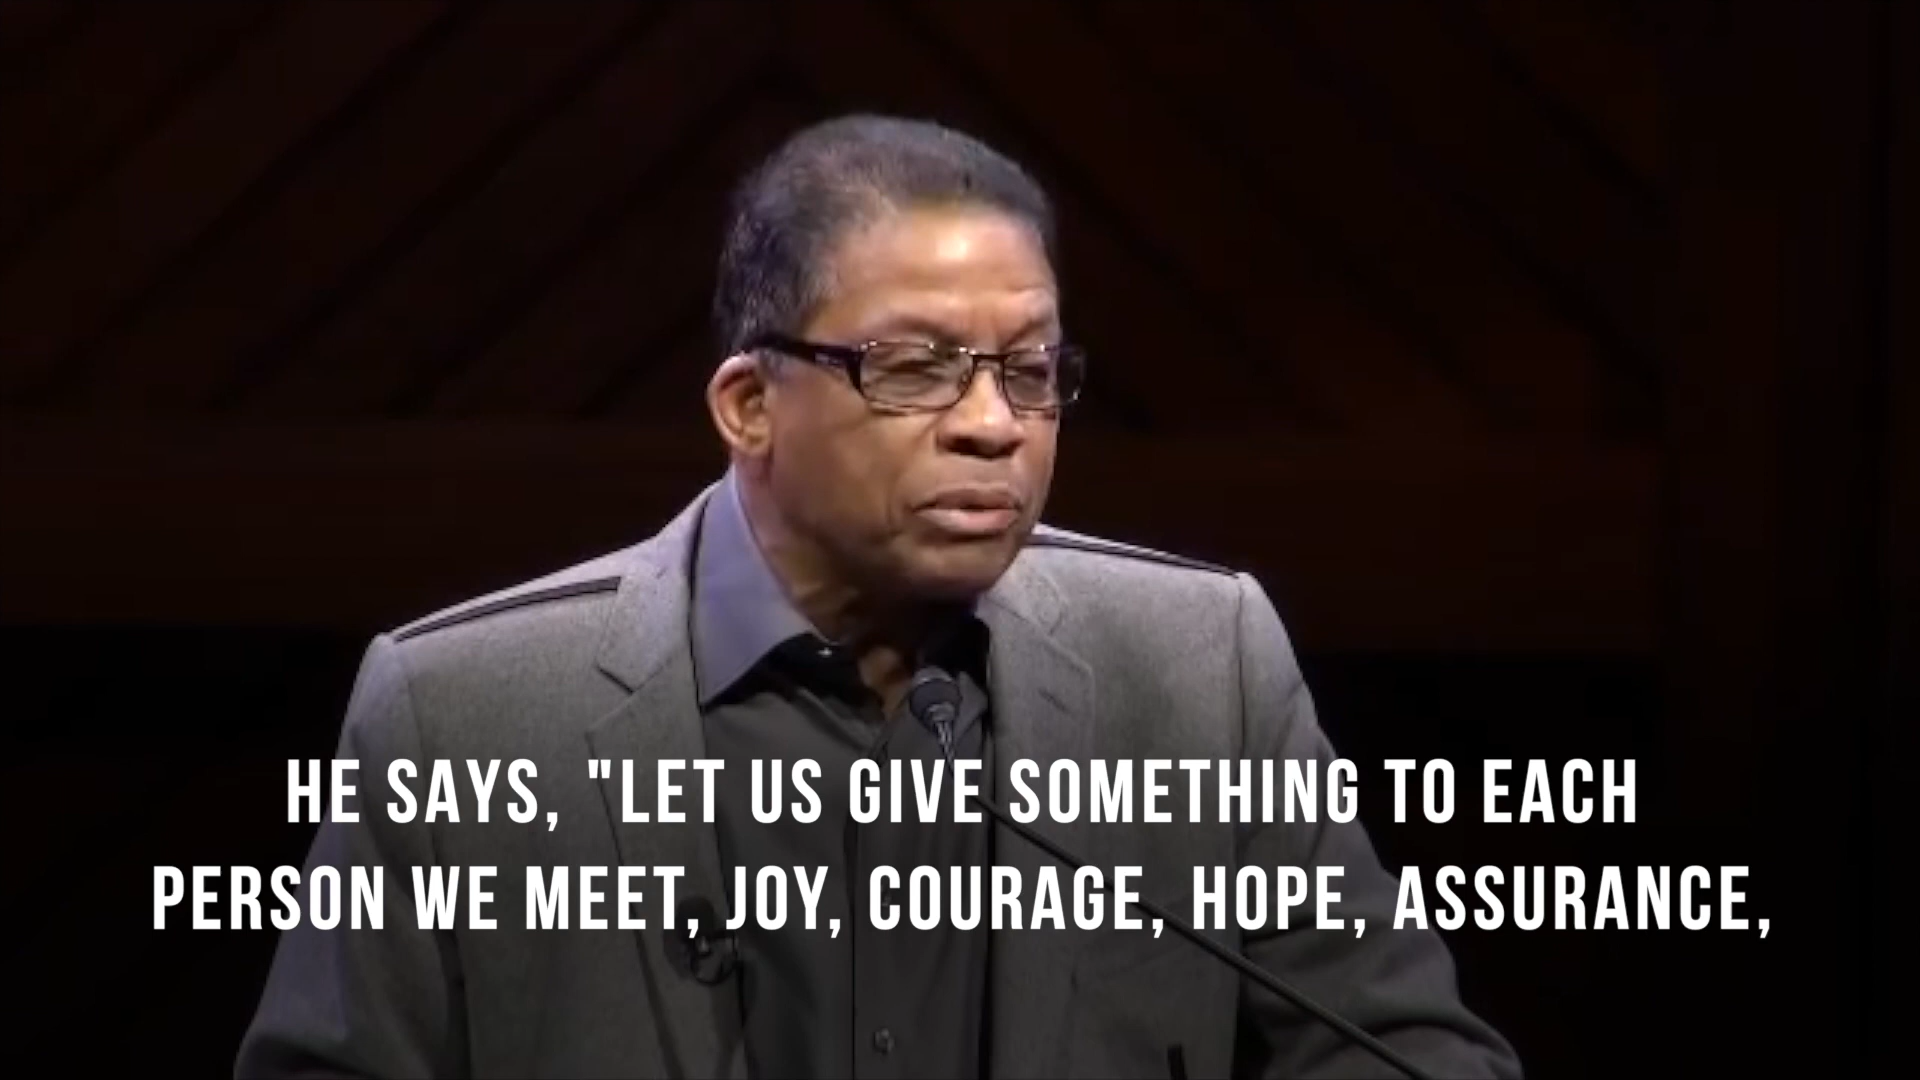 HE SAYS, "LET US GIVE SOMETHING TO EACH
PERSON WE MEET, JOY, COURAGE, HOPE, ASSURANCE,